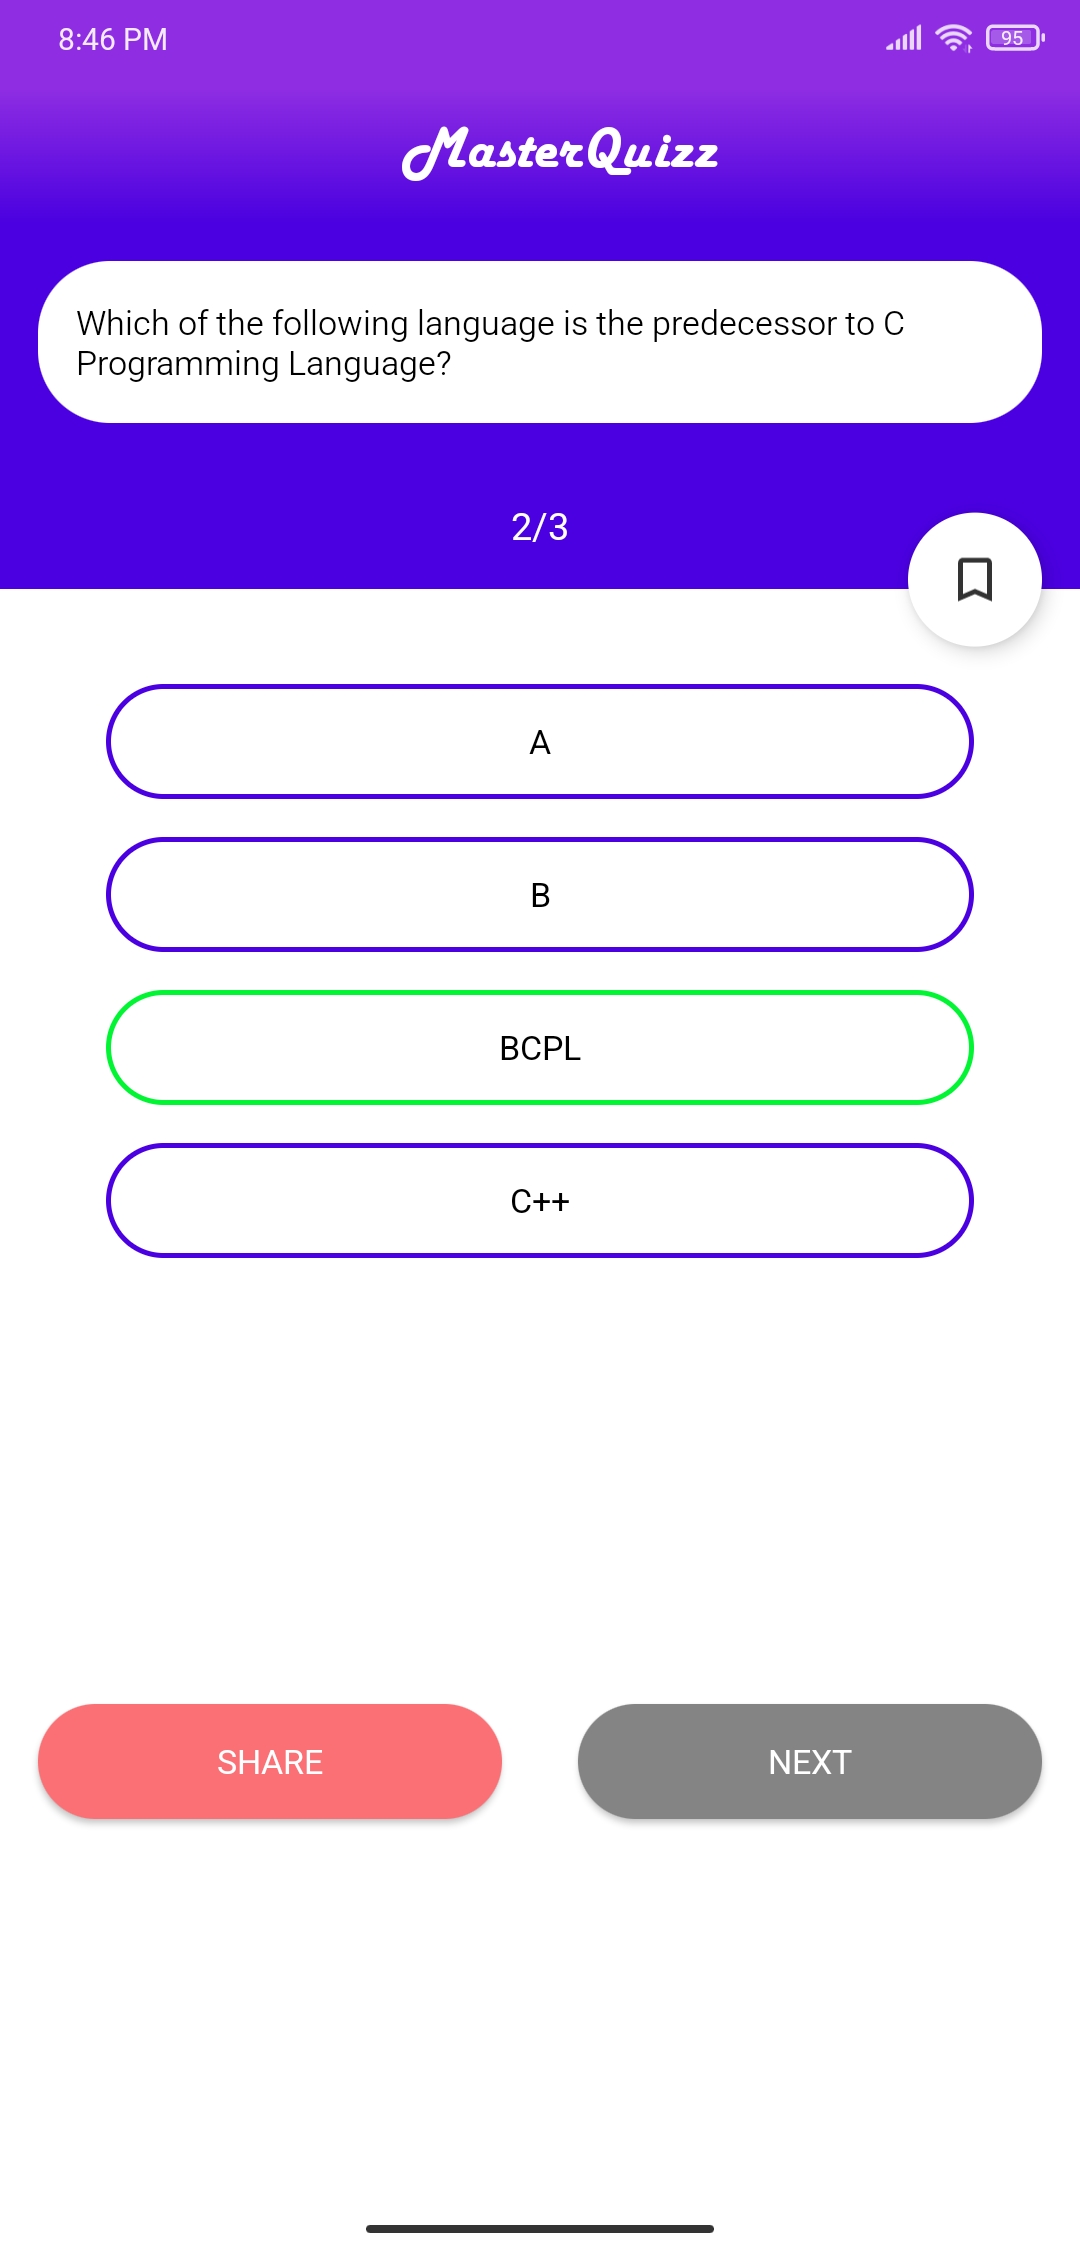 8:46 PM
95
MasterQuizz
Which of the following language is the predecessor to C
Programming Language?
2/3
A
B
BCPL
C++
SHARE
NEXT